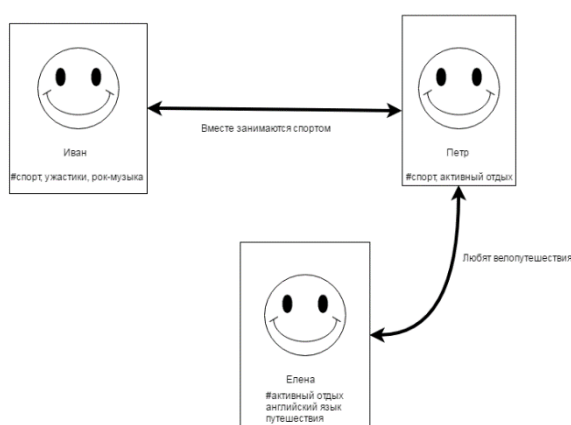 Вместе занимаются спортом
Иван
#спорт, ужастики, рок-музыка
Петр
#спорт, активный отдых
Любят велопутешествия
Елена
#активный отдых
английский язык
путешествия